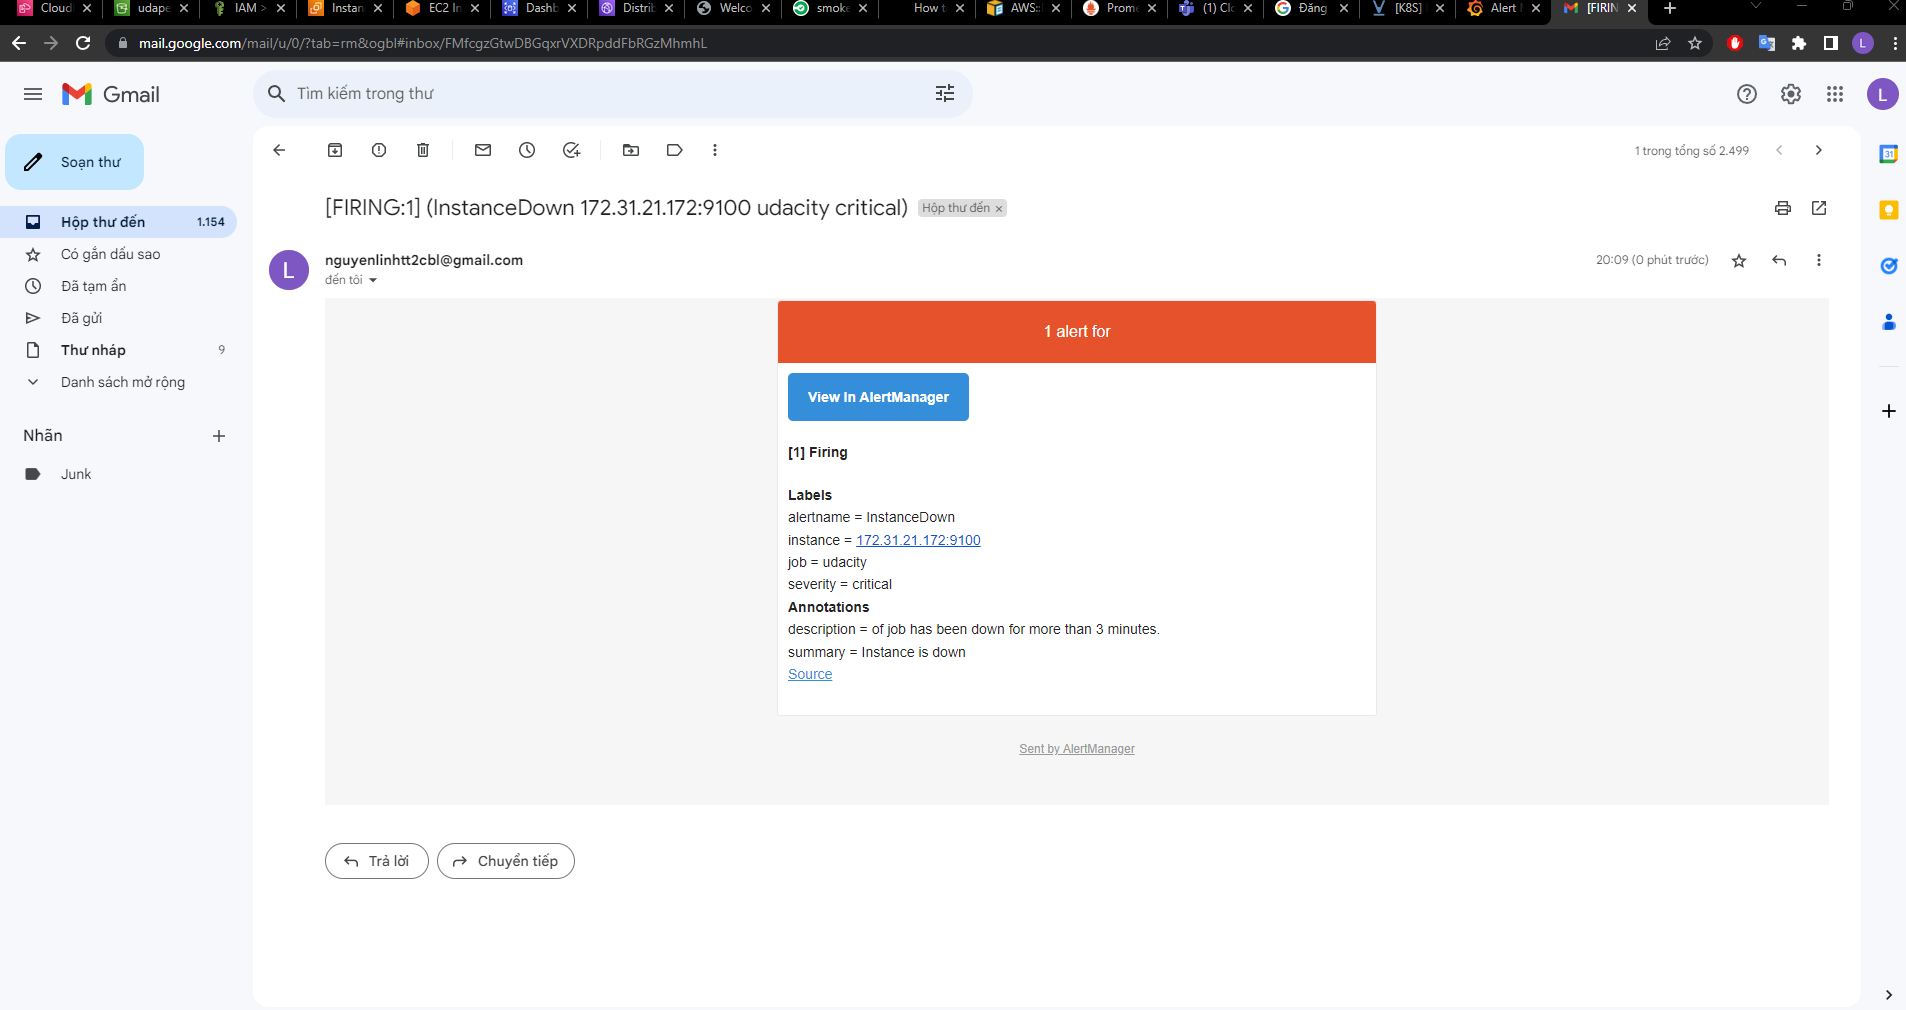 Cloud
udape
IAM >
Instan
EC2 In
Dashb
Distrib
Welco
smoke
How t
AWS::
Prome
(1) Cl
Đăng
[K8S]
Alert
[FIRIN
mail.google.com/mail/u/0/?tab=rm&ogbl#inbox/FMfcgzGtwDBGqxrVXDRpddFbRGzMhmhL
L
Gmail
Tìm kiếm trong thư
L
Soạn thư
1 trong tổng số 2.499
31
Hộp thư đến 1.154
Có gắn dấu sao
Đã tạm ẩn
Đã gửi
Thư nháp 9
Danh sách mở rộng
Nhãn
Junk
[FIRING:1] (InstanceDown 172.31.21.172:9100 udacity critical) Hộp thư đến
L
nguyenlinhtt2cbl@gmail.com
20:09 (0 phút trước)
đến tôi
1 alert for
View In AlertManager
[1] Firing
Labels
alertname = InstanceDown
instance = 172.31.21.172:9100
job = udacity
severity = critical
Annotations
description = of job has been down for more than 3 minutes.
summary = Instance is down
Source
Sent by AlertManager
Trả lời
Chuyển tiếp